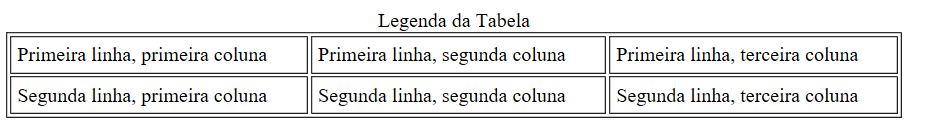 Legenda da Tabela
Primeira linha, primeira coluna Primeira linha, segunda coluna Primeira linha, terceira coluna
Segunda linha, primeira coluna Segunda linha, segunda coluna Segunda linha, terceira coluna